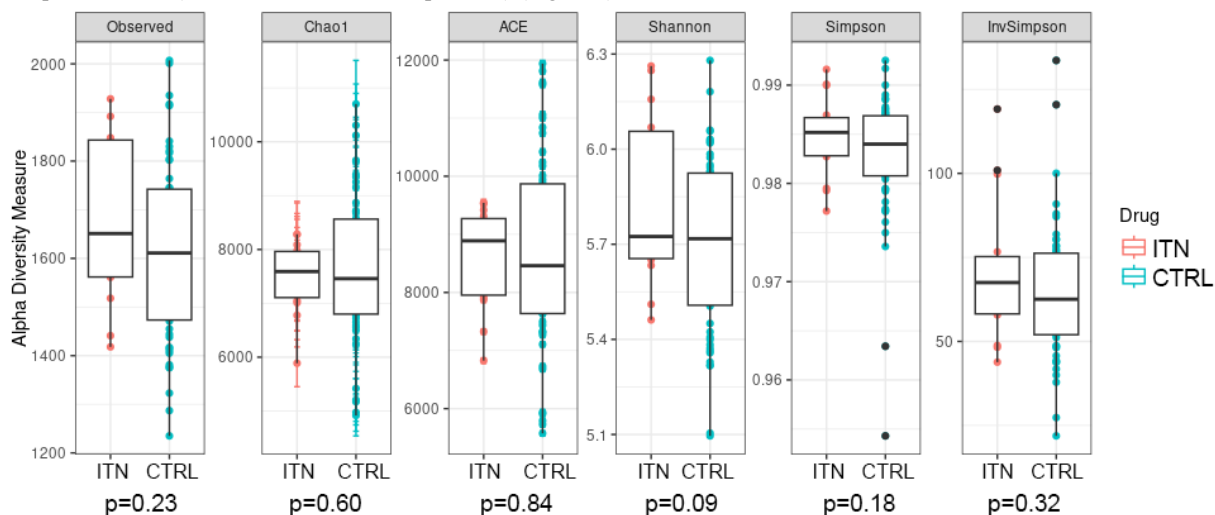 Observed
Chao1
ACE
Shannon
Simpson
InvSimpson
Alpha Diversity Measure
2000
1800
1600
1400
1200
10000
8000
6000
12000
10000
8000
6000
6.3
6.0
5.7
5.4
5.1
0.99
0.98
0.97
0.96
100
50
ITN CTRL
ITN CTRL
ITN CTRL
ITN CTRL
ITN CTRL
ITN CTRL
p=0.23
p=0.60
p=0.84
p=0.09
p=0.18
p=0.32
Drug
ITN
CTRL